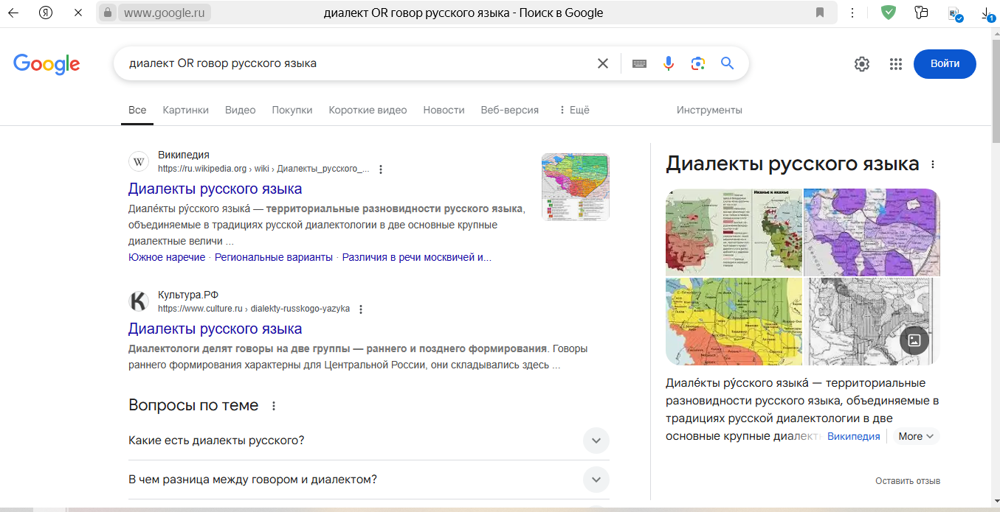 www.google.ru
диалект OR говор русского языка - Поиск в Google
1
Google
диалект OR говор русского языка
Войти
Все
Картинки
Видео
Покупки
Короткие видео
Новости
Веб-версия
Ещё
Инструменты
W
Википедия
https://ru.wikipedia.org › wiki › Диалекты_русского_...
Диалекты русского языка
Диале́кты ру́сского языка́ — территориальные разновидности русского языка,
объединяемые в традициях русской диалектологии в две основные крупные
диалектные величи ...
Южное наречие · Региональные варианты · Различия в речи москвичей и...
Культура.РФ
https://www.culture.ru › dialekty-russkogo-yazyka
Диалекты русского языка
Диалектологи делят говоры на две группы — раннего и позднего формирования. Говоры
раннего формирования характерны для Центральной России, они складывались здесь ...
Вопросы по теме
Какие есть диалекты русского?
В чем разница между говором и диалектом?
Диалекты русского языка
Диале́кты ру́сского языка́ — территориальные
разновидности русского языка, объединяемые в
традициях русской диалектологии в две
основные крупные диалектн Википедия
More
Оставить отзыв